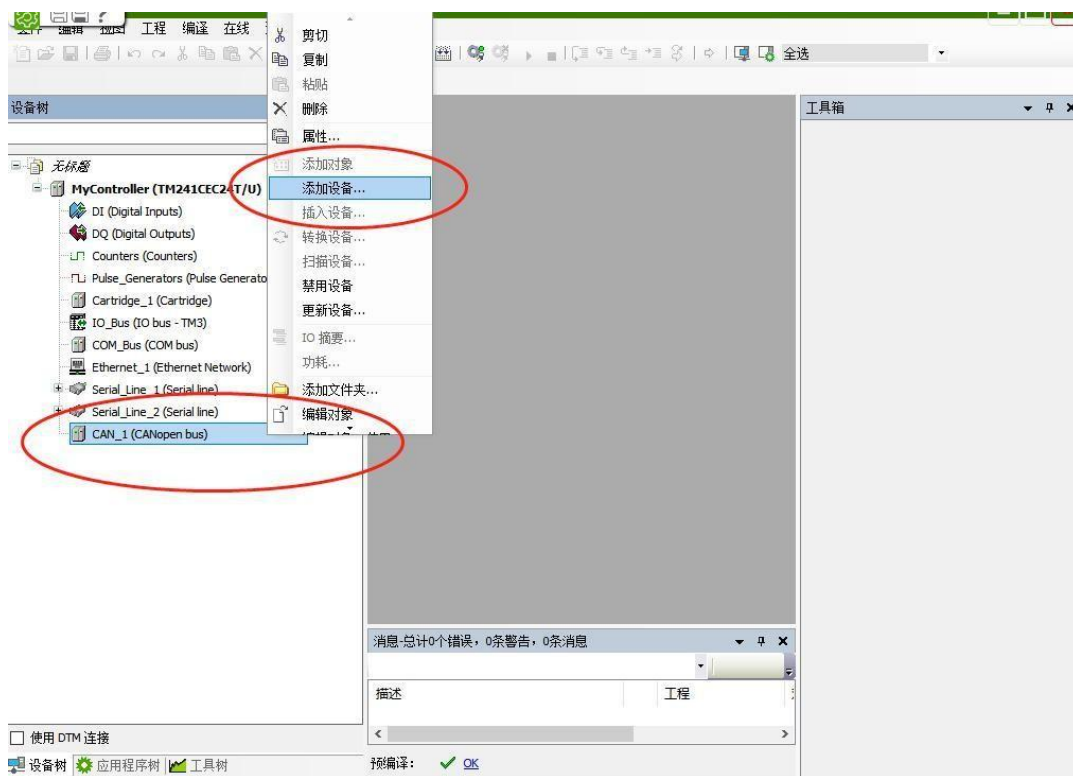 工程 编译 在线
全选
设备树
无标题
MyController (TM241CEC24T/U)
DI (Digital Inputs)
DQ (Digital Outputs)
Counters (Counters)
Pulse_Generators (Pulse Generato
Cartridge_1 (Cartridge)
IO_Bus (IO bus - TM3)
COM_Bus (COM bus)
Ethernet_1 (Ethernet Network)
Serial_Line_1 (Serial line)
Serial_Line_2 (Serial line)
CAN_1 (CANopen bus)
使用 DTM 连接
设备树 应用程序树 工具树
剪切
复制
粘贴
删除
属性...
添加对象
添加设备...
插入设备...
转换设备...
扫描设备...
禁用设备
更新设备...
IO 摘要...
功耗...
添加文件夹...
编辑对象
消息-总计0个错误，0条警告，0条消息
描述 工程
预编译： OK
工具箱